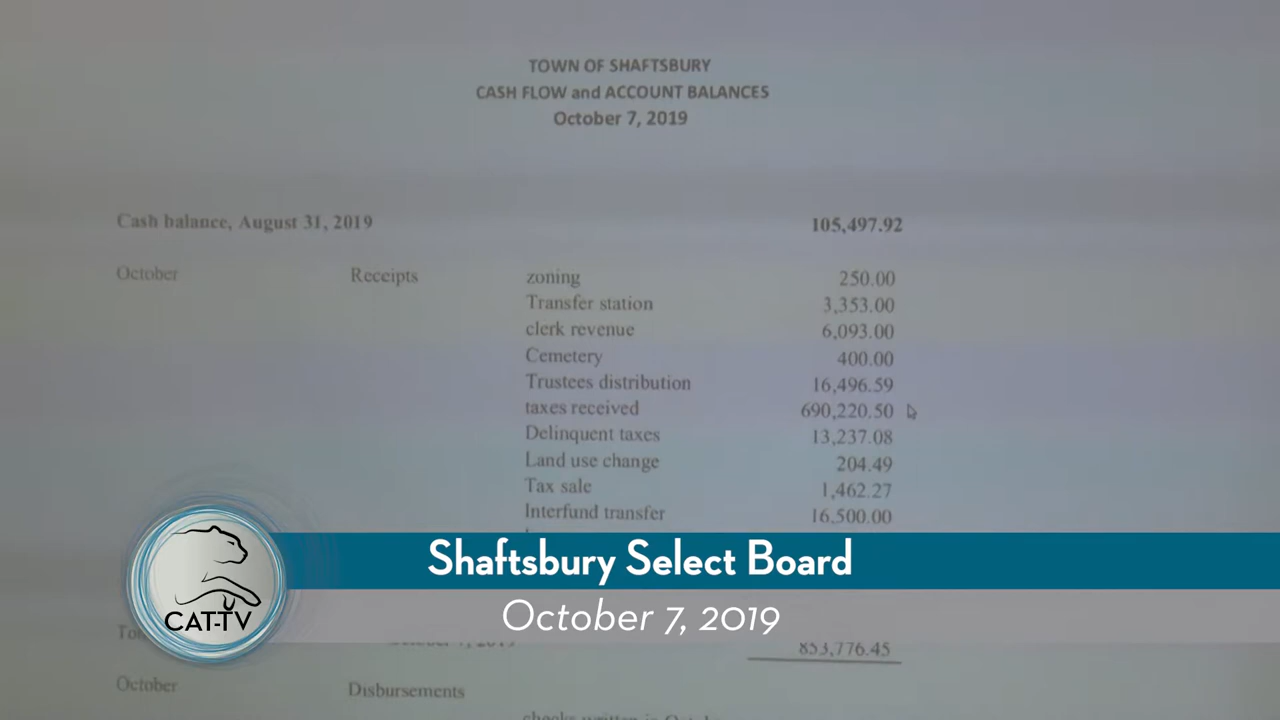 TOWN OF SHAFTSBURY
CASH FLOW and ACCOUNT BALANCES
October 7, 2019
Cash balance, August 31, 2019 105,497.92
October Receipts zoning 250.00
Transfer station 3,353.00
clerk revenue 6,093.00
Cemetery 400.00
Trustees distribution 16,496.59
taxes received 690,220.50
Delinquent taxes 13,237.08
Land use change 204.49
Tax sale 1,462.27
Interfund transfer 16,500.00
Shaftsbury Select Board
October 7, 2019
CAT-TV
853,776.45
October Disbursements